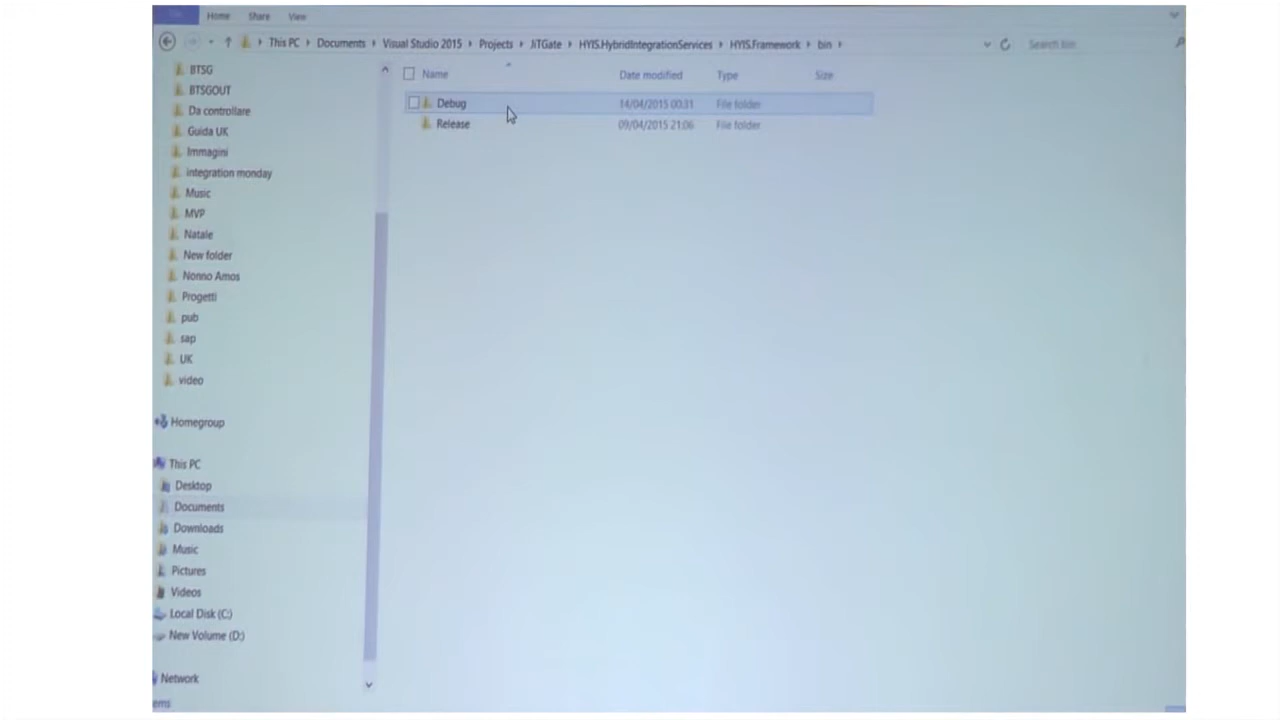 Home Share View
This PC Documents Visual Studio 2015 Projects JiTGate HYIS.HybridIntegrationServices HYIS.Framework bin Search bin
Name Date modified Type Size
Debug 14/04/2015 00:31 File folder
Release 09/04/2015 21:06 File folder
BTSG
BTSGOUT
Da controllare
Guida UK
Immagini
integration monday
Music
MVP
Natale
New folder
Nonno Amos
Progetti
pub
sap
UK
video
Homegroup
This PC
Desktop
Documents
Downloads
Music
Pictures
Videos
Local Disk (C:)
New Volume (D:)
Network
ems